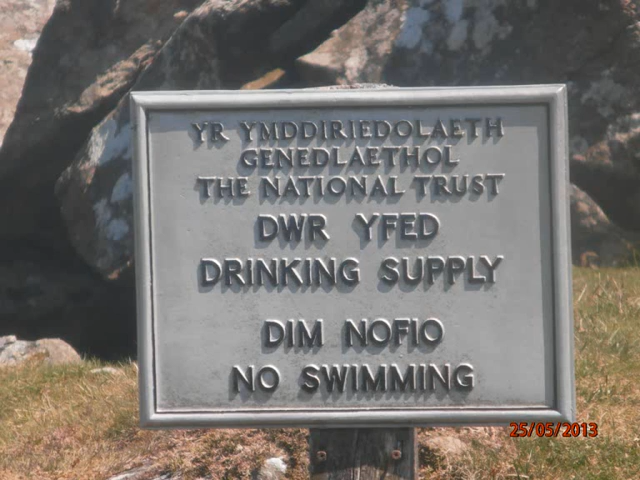 YR YMDDIRIEDOLAETH
GENEDLAETHOL
THE NATIONAL TRUST
DWR YFED
DRINKING SUPPLY
DIM NOFIO
NO SWIMMING
25/05/2013